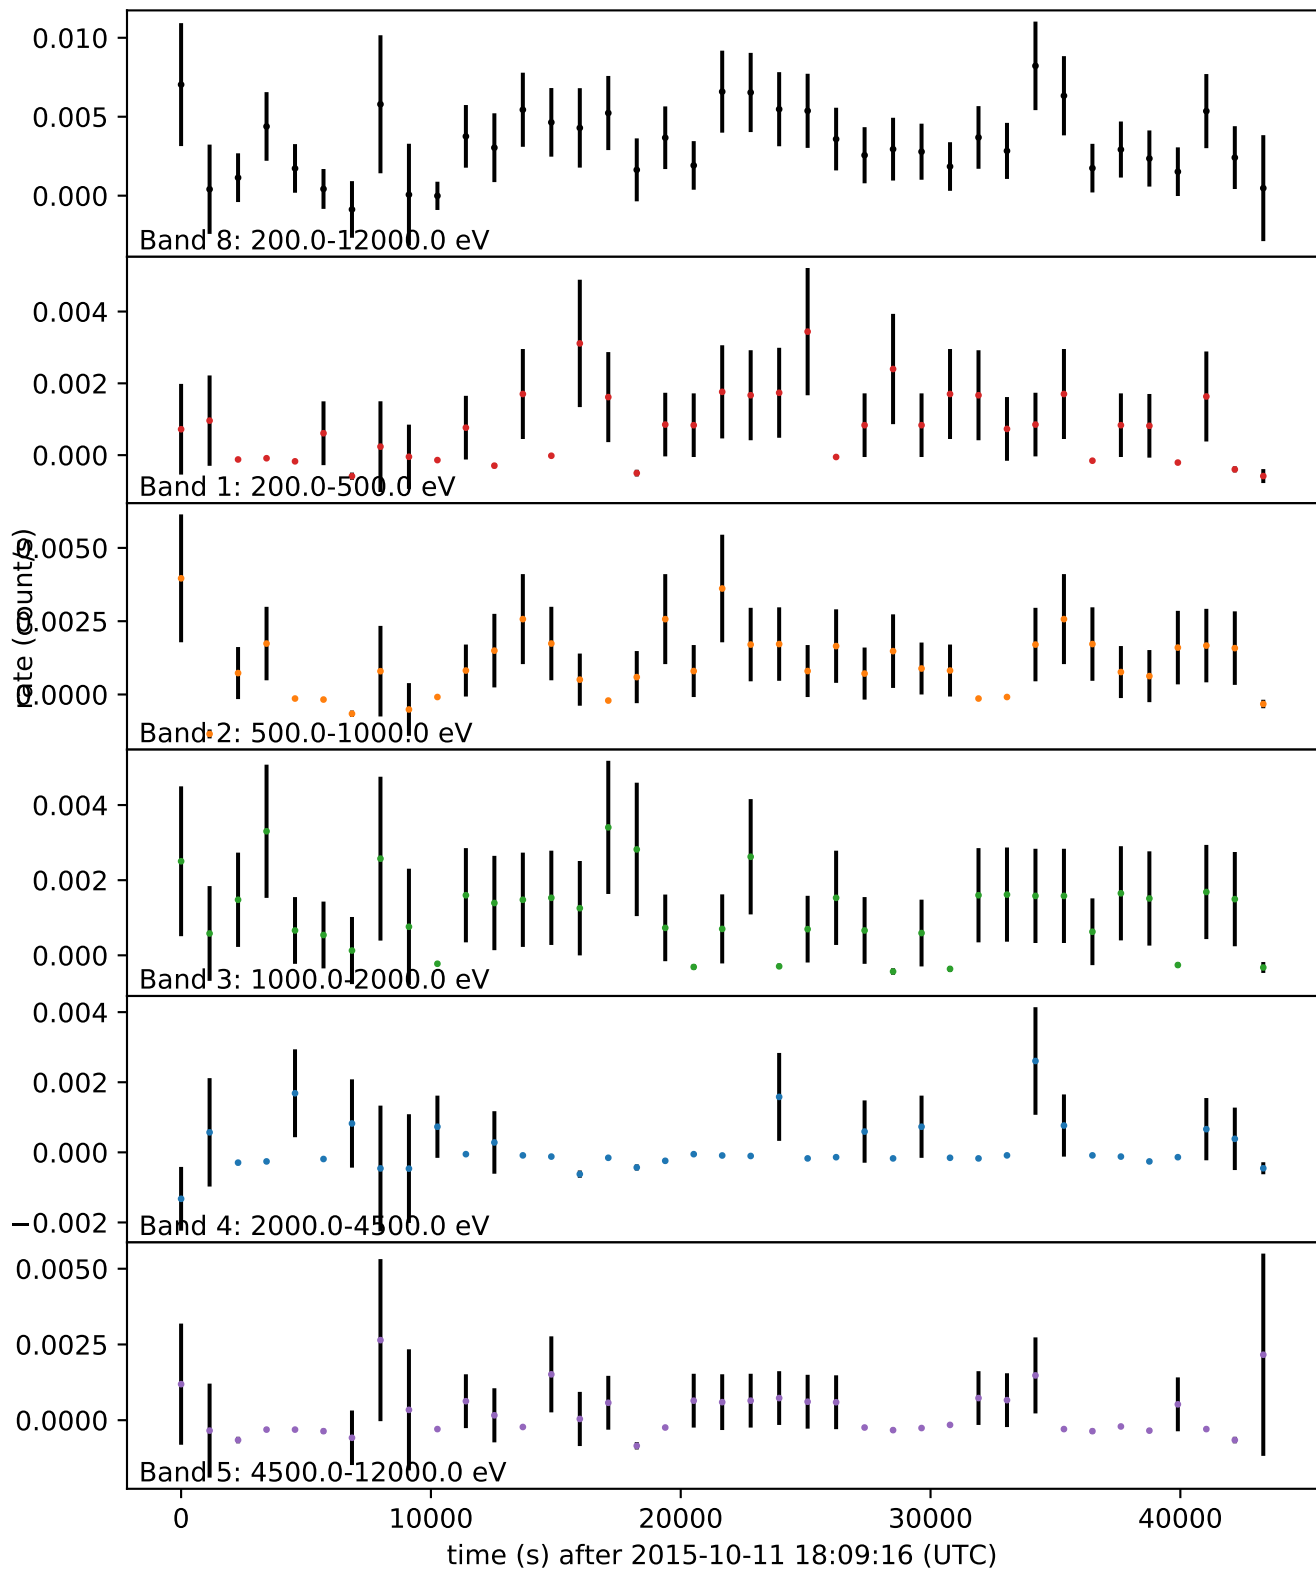 0.010
0.005
0.000
Band 8: 200.0-12000.0 eV
0.004
0.002
0.000
Band 1: 200.0-500.0 eV
rate (count/s)
0.0050
0.0025
0.0000
Band 2: 500.0-1000.0 eV
0.004
0.002
0.000
Band 3: 1000.0-2000.0 eV
0.004
0.002
0.000
−0.002
Band 4: 2000.0-4500.0 eV
0.0050
0.0025
0.0000
Band 5: 4500.0-12000.0 eV
0 10000 20000 30000 40000
time (s) after 2015-10-11 18:09:16 (UTC)